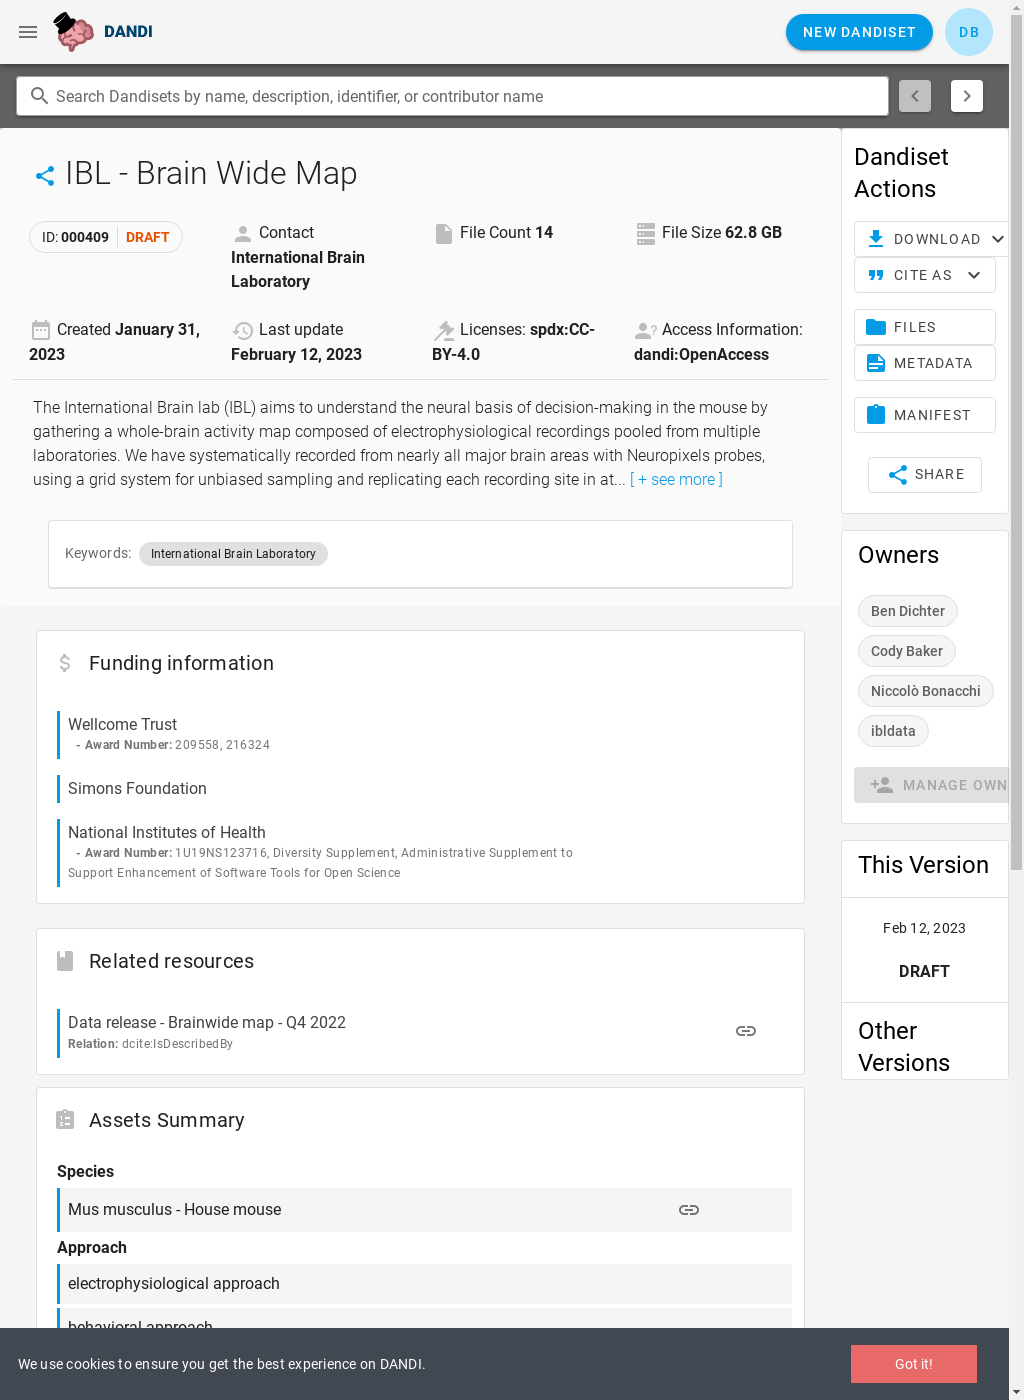 DANDI
NEW DANDISET
DB
Search Dandisets by name, description, identifier, or contributor name
IBL - Brain Wide Map
ID: 000409 DRAFT
Contact
International Brain
Laboratory
File Count 14
File Size 62.8 GB
Created January 31,
2023
Last update
February 12, 2023
Licenses: spdx:CC-
BY-4.0
Access Information:
dandi:OpenAccess
The International Brain lab (IBL) aims to understand the neural basis of decision-making in the mouse by
gathering a whole-brain activity map composed of electrophysiological recordings pooled from multiple
laboratories. We have systematically recorded from nearly all major brain areas with Neuropixels probes,
using a grid system for unbiased sampling and replicating each recording site in at... [ + see more ]
Keywords: International Brain Laboratory
Funding information
Wellcome Trust
- Award Number: 209558, 216324
Simons Foundation
National Institutes of Health
- Award Number: 1U19NS123716, Diversity Supplement, Administrative Supplement to
Support Enhancement of Software Tools for Open Science
Related resources
Data release - Brainwide map - Q4 2022
Relation: dcite:IsDescribedBy
Assets Summary
Species
Mus musculus - House mouse
Approach
electrophysiological approach
behavioral approach
Dandiset
Actions
DOWNLOAD
CITE AS
FILES
METADATA
MANIFEST
SHARE
Owners
Ben Dichter
Cody Baker
Niccolò Bonacchi
ibldata
MANAGE OWN
This Version
Feb 12, 2023
DRAFT
Other
Versions
We use cookies to ensure you get the best experience on DANDI.
Got it!